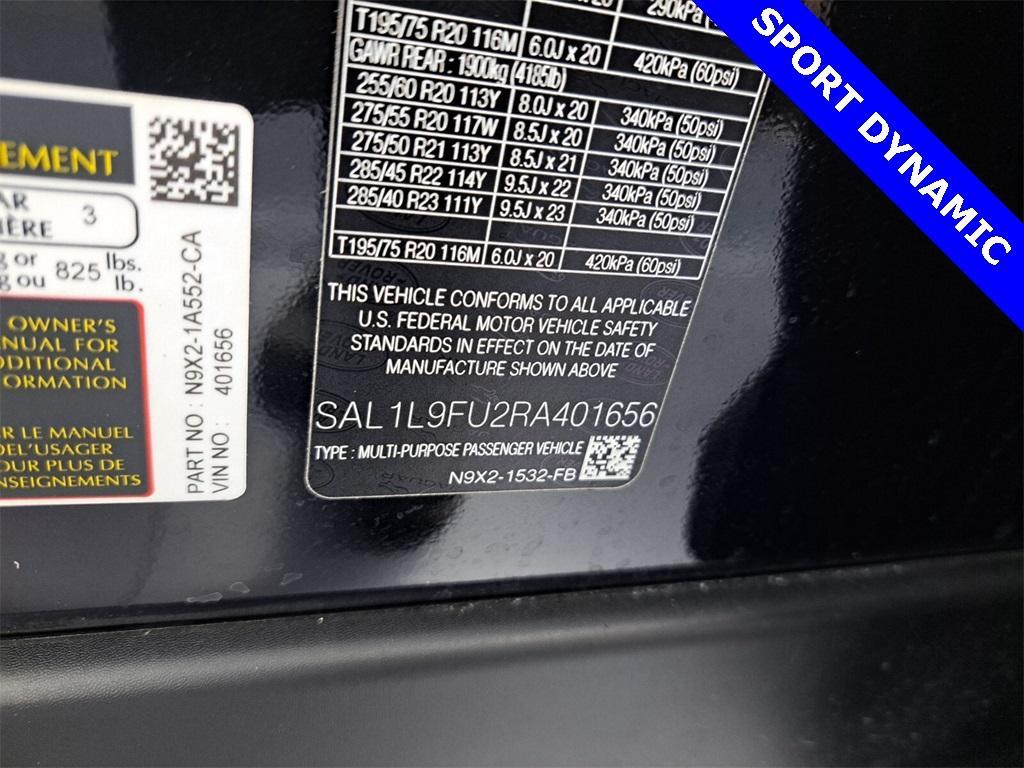 290kPa
T195/75 R20 116M 6.0J x 20 420kPa (60psi)
GAWR REAR : 1900kg (4185lb)
255/60 R20 113Y 8.0J x 20 340kPa (50psi)
275/55 R20 117W 8.5J x 20 340kPa (50psi)
275/50 R21 113Y 8.5J x 21 340kPa (50psi)
285/45 R22 114Y 9.5J x 22 340kPa (50psi)
285/40 R23 111Y 9.5J x 23 340kPa (50psi)
T195/75 R20 116M 6.0J x 20 420kPa (60psi)
THIS VEHICLE CONFORMS TO ALL APPLICABLE
U.S. FEDERAL MOTOR VEHICLE SAFETY
STANDARDS IN EFFECT ON THE DATE OF
MANUFACTURE SHOWN ABOVE
SAL1L9FU2RA401656
TYPE : MULTI-PURPOSE PASSENGER VEHICLE
N9X2-1532-FB
EMENT
AR
IÈRE 3
g or 825 lbs.
g ou lb.
OWNER'S
NUAL FOR
DDITIONAL
ORMATION
R LE MANUEL
DEL'USAGER
OUR PLUS DE
NSEIGNEMENTS
PART NO : N9X2-1A552-CA
VIN NO : 401656
SPORT DYNAMIC